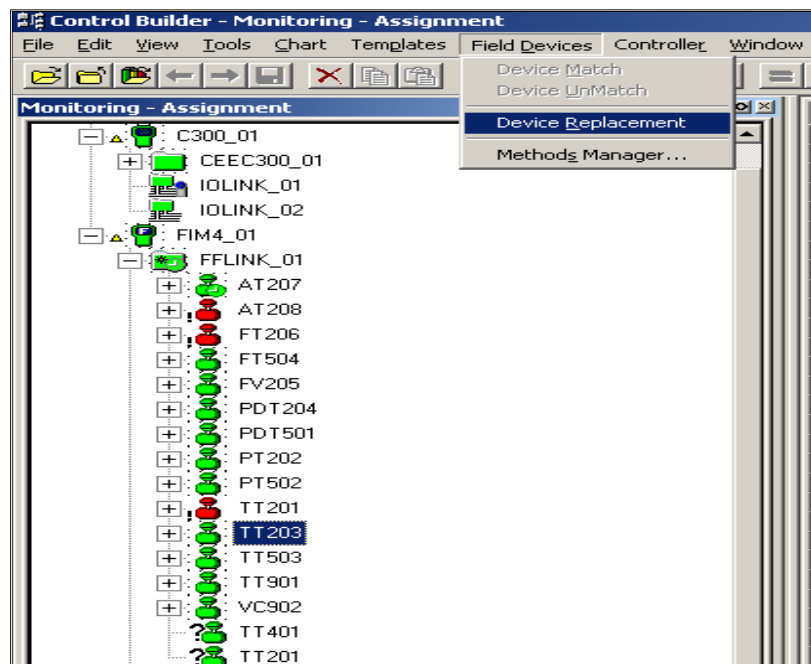 Control Builder - Monitoring - Assignment
File Edit View Tools Chart Templates Field Devices Controller Window
Device Match
Device UnMatch
Monitoring - Assignment
Device Replacement
Methods Manager...
C300_01
CEEC300_01
IOLINK_01
IOLINK_02
FIM4_01
FFLINK_01
AT207
AT208
FT206
FT504
FV205
PDT204
PDT501
PT202
PT502
TT201
TT203
TT503
TT901
VC902
TT401
TT201